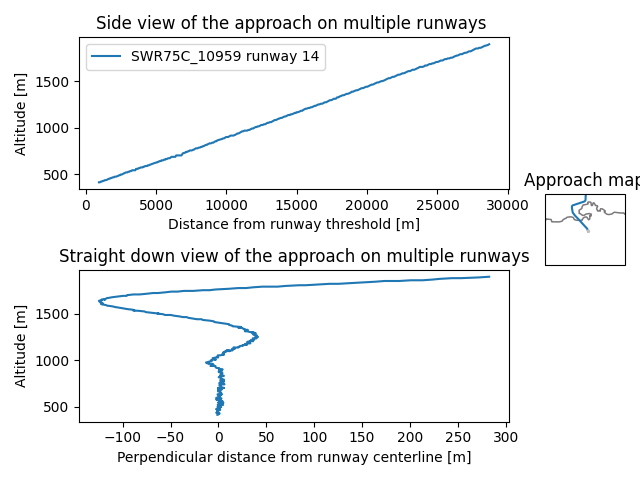 Side view of the approach on multiple runways
SWR75C_10959 runway 14
Altitude [m]
1500
1000
500
0 5000 10000 15000 20000 25000 30000
Distance from runway threshold [m]
Approach map
Straight down view of the approach on multiple runways
Altitude [m]
1500
1000
500
−100 −50 0 50 100 150 200 250 300
Perpendicular distance from runway centerline [m]